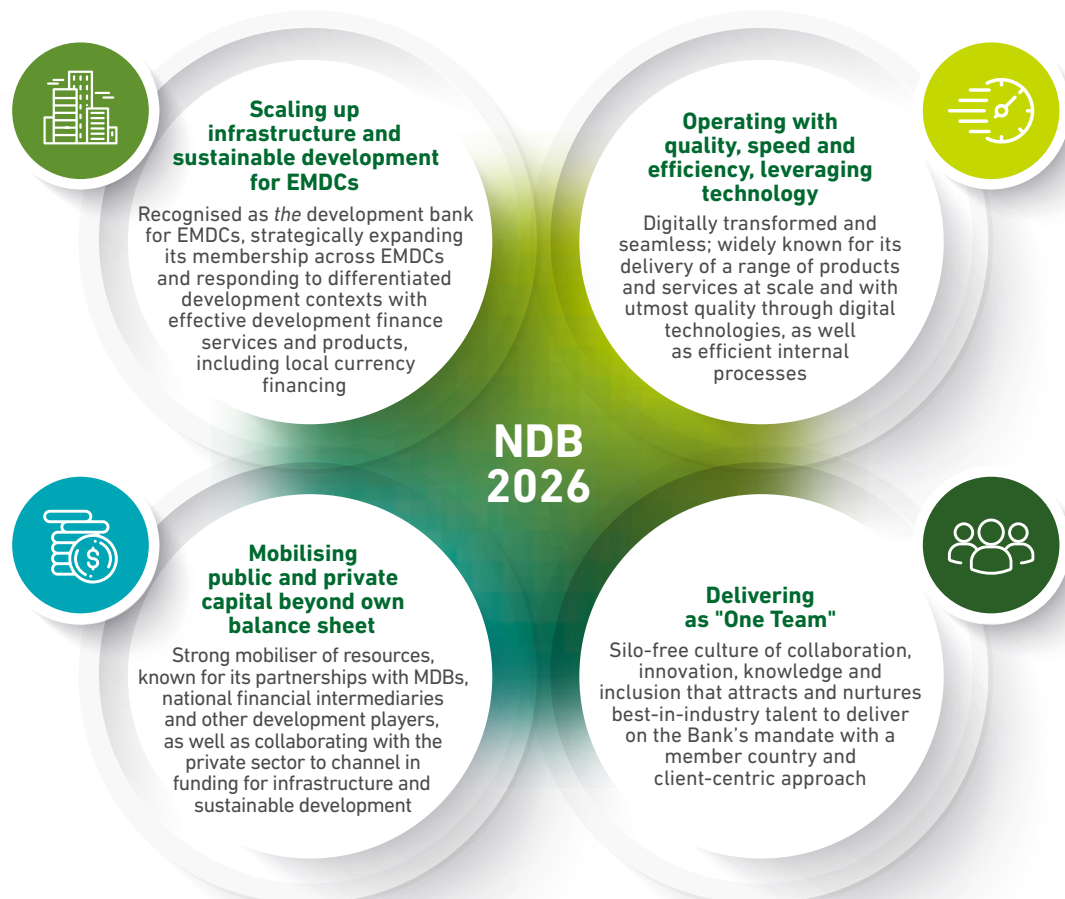 Scaling up
infrastructure and
sustainable development
for EMDCs
Recognised as the development bank
for EMDCs, strategically expanding
its membership across EMDCs
and responding to differentiated
development contexts with
effective development finance
services and products,
including local currency
financing
Operating with
quality, speed and
efficiency, leveraging
technology
Digitally transformed and
seamless; widely known for its
delivery of a range of products
and services at scale and with
utmost quality through digital
technologies, as well
as efficient internal
processes
NDB
2026
Mobilising
public and private
capital beyond own
balance sheet
Strong mobiliser of resources,
known for its partnerships with MDBs,
national financial intermediaries
and other development players,
as well as collaborating with the
private sector to channel in
funding for infrastructure and
sustainable development
$
Delivering
as "One Team"
Silo-free culture of collaboration,
innovation, knowledge and
inclusion that attracts and nurtures
best-in-industry talent to deliver
on the Bank's mandate with a
member country and
client-centric approach